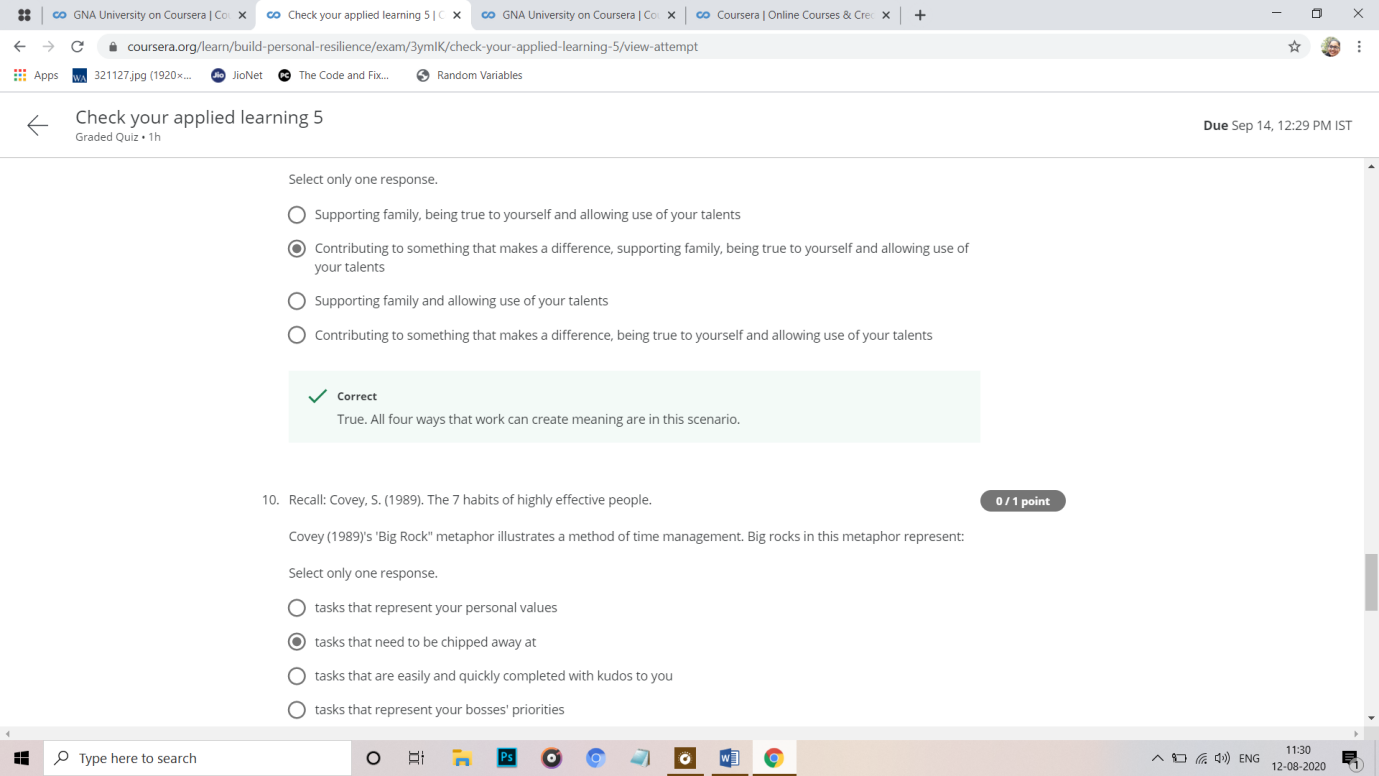 GNA University on Coursera | Co
Check your applied learning 5 | C
GNA University on Coursera | Co
Coursera | Online Courses & Cre
coursera.org/learn/build-personal-resilience/exam/3ymIK/check-your-applied-learning-5/view-attempt
Apps
WA
321127.jpg (1920×...
Jio
JioNet
PC
The Code and Fix...
Random Variables
Check your applied learning 5
Graded Quiz • 1h
Due Sep 14, 12:29 PM IST
Select only one response.
Supporting family, being true to yourself and allowing use of your talents
Contributing to something that makes a difference, supporting family, being true to yourself and allowing use of
your talents
Supporting family and allowing use of your talents
Contributing to something that makes a difference, being true to yourself and allowing use of your talents
Correct
True. All four ways that work can create meaning are in this scenario.
10. Recall: Covey, S. (1989). The 7 habits of highly effective people.
0 / 1 point
Covey (1989)'s 'Big Rock" metaphor illustrates a method of time management. Big rocks in this metaphor represent:
Select only one response.
tasks that represent your personal values
tasks that need to be chipped away at
tasks that are easily and quickly completed with kudos to you
tasks that represent your bosses' priorities
Type here to search
Ps
W
ENG
11:30
12-08-2020
1